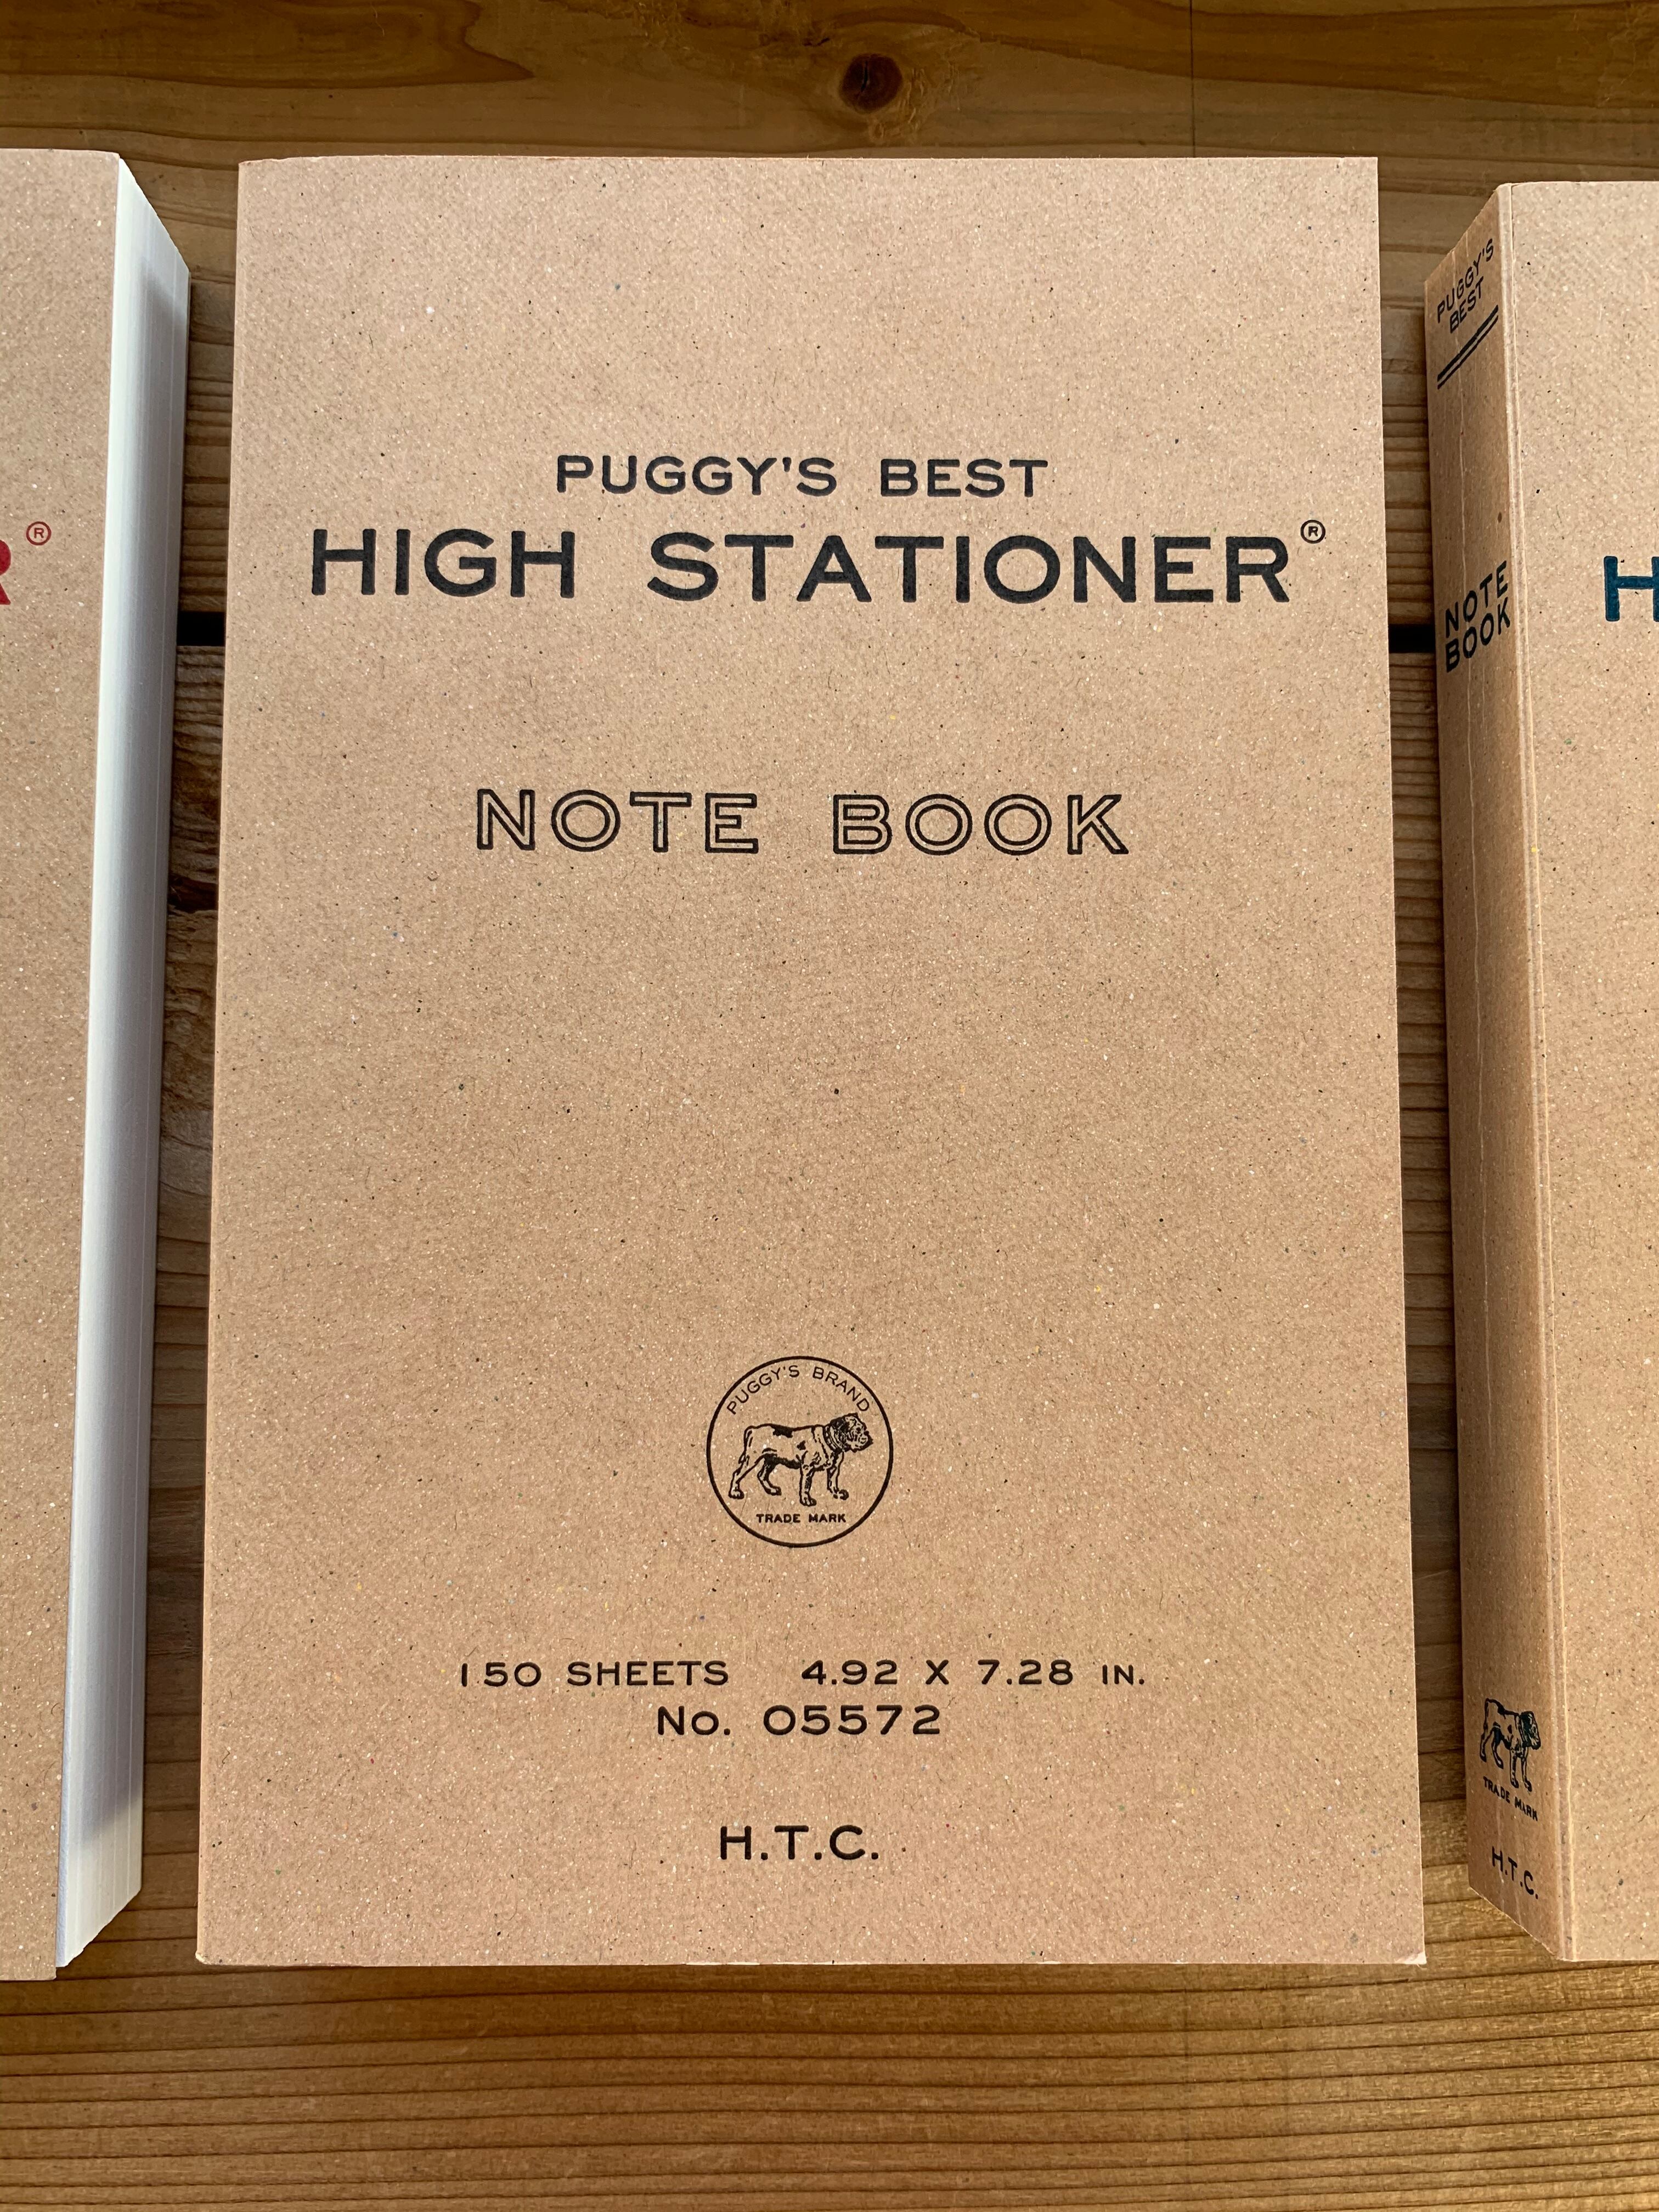 PUGGY'S BEST
HIGH STATIONER®
NOTE BOOK
PUGGY'S BRAND
TRADE MARK
150 SHEETS 4.92 X 7.28 IN.
No. 05572
H.T.C.
R®
PUGGY'S
BEST
NOTE
BOOK
TRADE MARK
H.T.C.
H